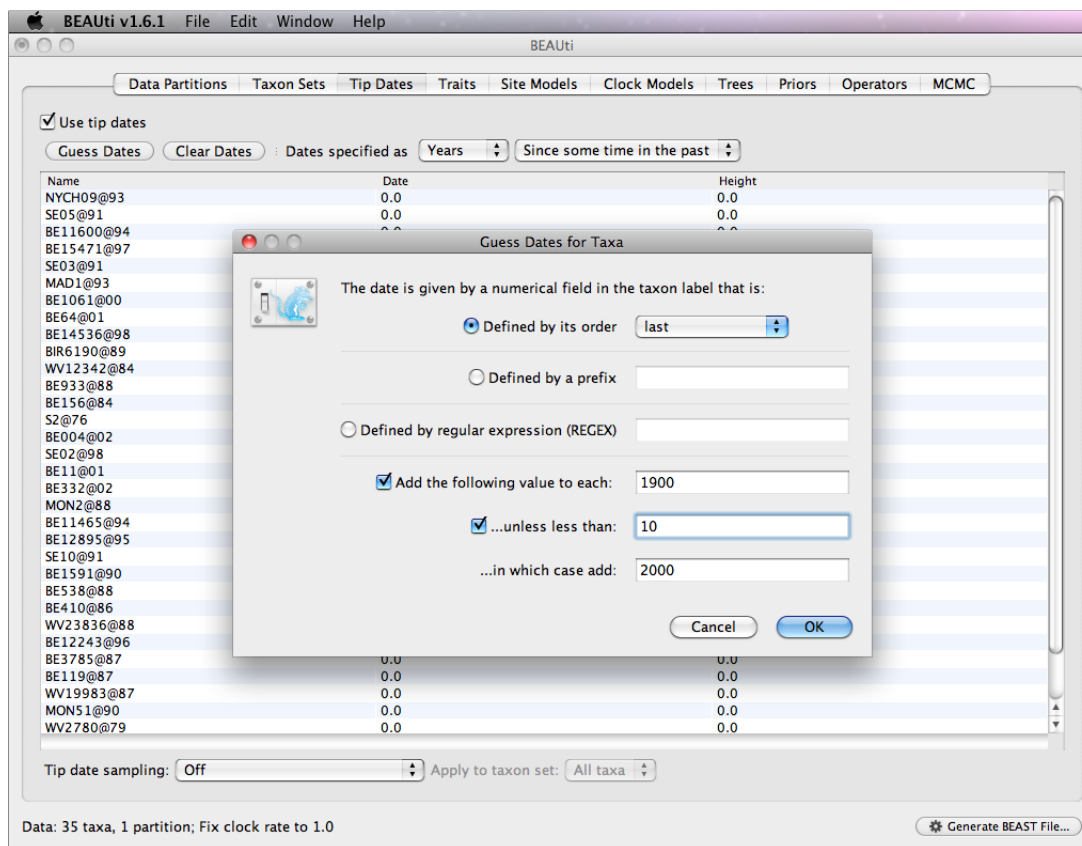 BEAUti v1.6.1 File Edit Window Help
BEAUti
Data Partitions Taxon Sets Tip Dates Traits Site Models Clock Models Trees Priors Operators MCMC
Use tip dates
Guess Dates Clear Dates Dates specified as Years Since some time in the past
Name Date Height
NYCH09@93 0.0 0.0
SE05@91 0.0 0.0
BE11600@94
BE15471@97
SE03@91
MAD1@93
BE1061@00
BE64@01
BE14536@98
BIR6190@89
WV12342@84
BE933@88
BE156@84
S2@76
BE004@02
SE02@98
BE11@01
BE332@02
MON2@88
BE11465@94
BE12895@95
SE10@91
BE1591@90
BE538@88
BE410@86
WV23836@88
BE12243@96
BE3785@87 0.0 0.0
BE119@87 0.0 0.0
WV19983@87 0.0 0.0
MON51@90 0.0 0.0
WV2780@79 0.0 0.0
Guess Dates for Taxa
The date is given by a numerical field in the taxon label that is:
Defined by its order last
Defined by a prefix
Defined by regular expression (REGEX)
Add the following value to each: 1900
...unless less than: 10
...in which case add: 2000
Cancel OK
Tip date sampling: Off Apply to taxon set: All taxa
Data: 35 taxa, 1 partition; Fix clock rate to 1.0
Generate BEAST File...